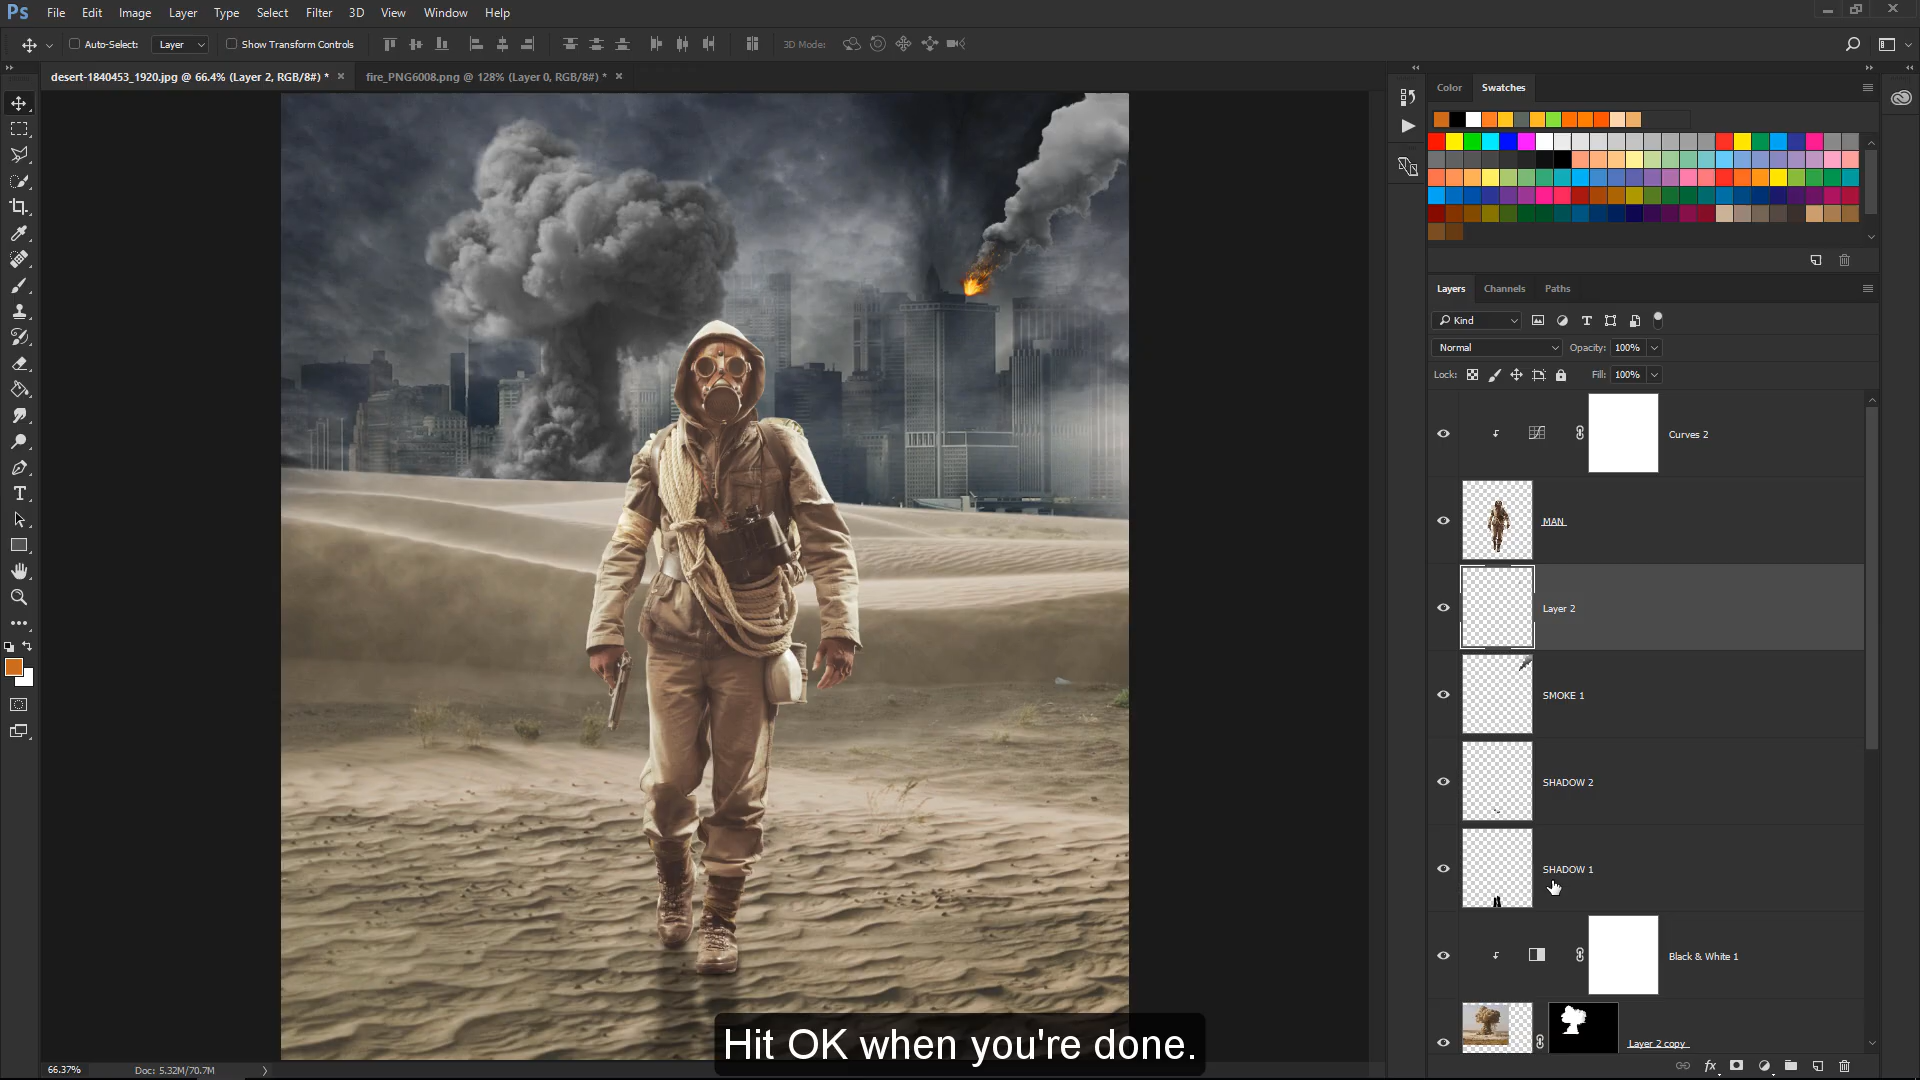 Ps File Edit Image Layer Type Select Filter 3D View Window Help
Auto-Select: Layer Show Transform Controls 3D Mode:
desert-1840453_1920.jpg @ 66.4% (Layer 2, RGB/8#) * × fire_PNG6008.png @ 128% (Layer 0, RGB/8#) * ×
Color Swatches
Layers Channels Paths
Kind
Normal Opacity: 100%
Lock: Fill: 100%
Curves 2
MAN
Layer 2
SMOKE 1
SHADOW 2
SHADOW 1
Black & White 1
Layer 2 copy
Hit OK when you're done.
66.37% Doc: 5.32M/70.7M
fx